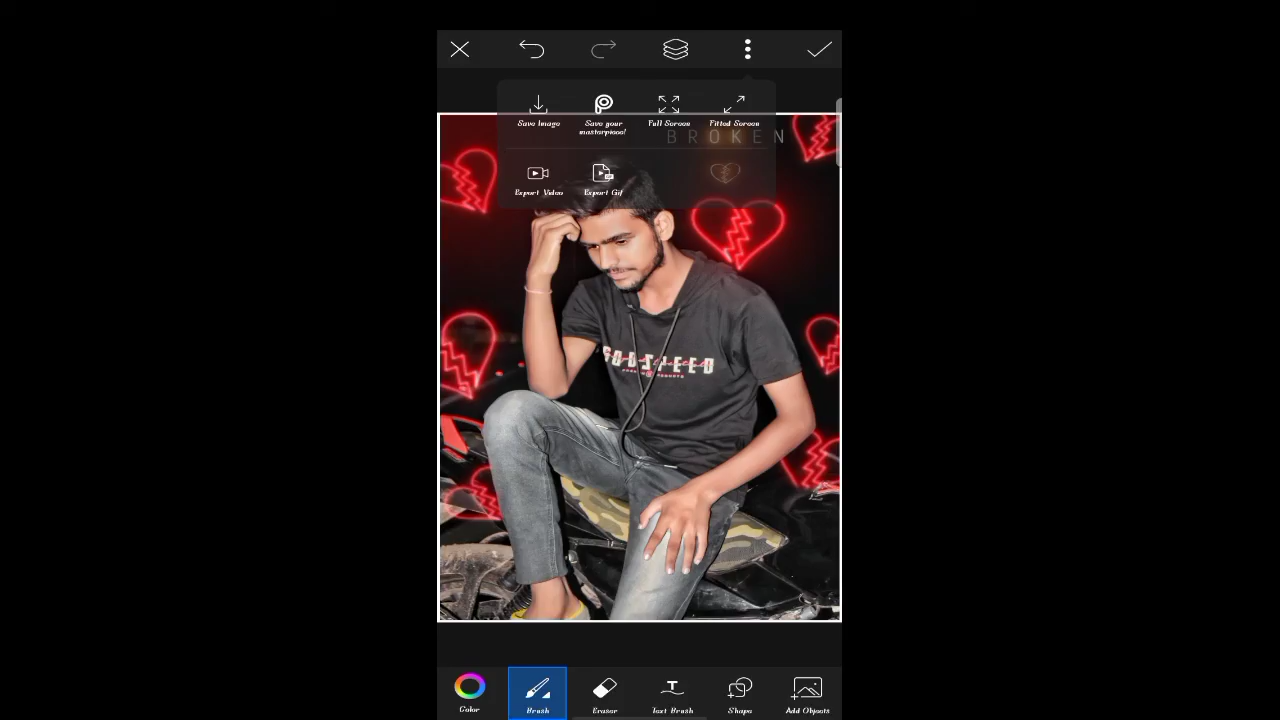 Save Image
Save your masterpiece!
Full Screen
Fitted Screen
BROKEN
Export Video
Export Gif
GODSPEED
Color
Brush
Eraser
Text Brush
Shape
Add Objects